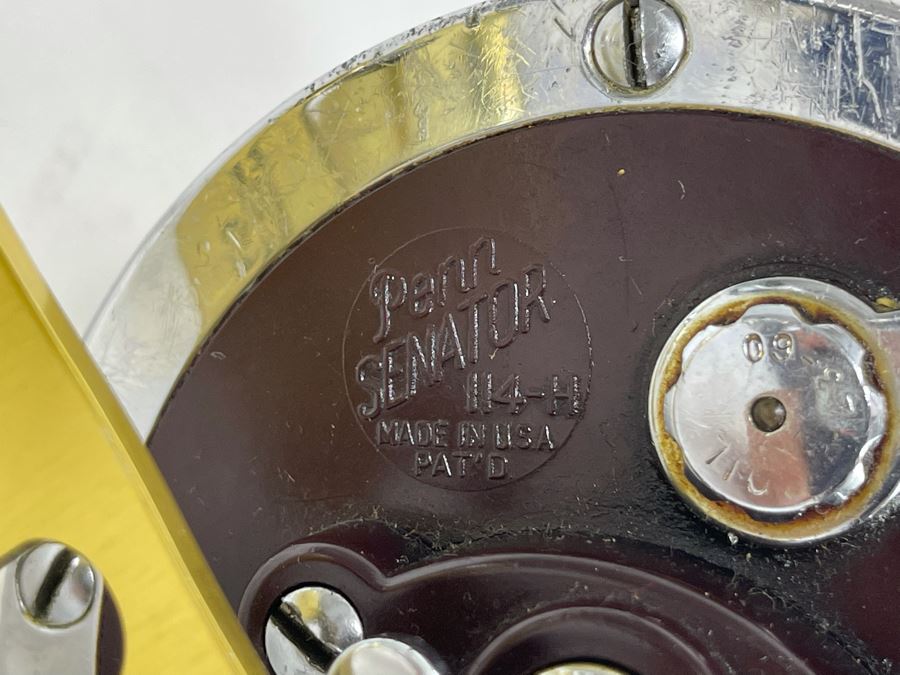 Penn
SENATOR
114-H
MADE IN USA
PAT'D